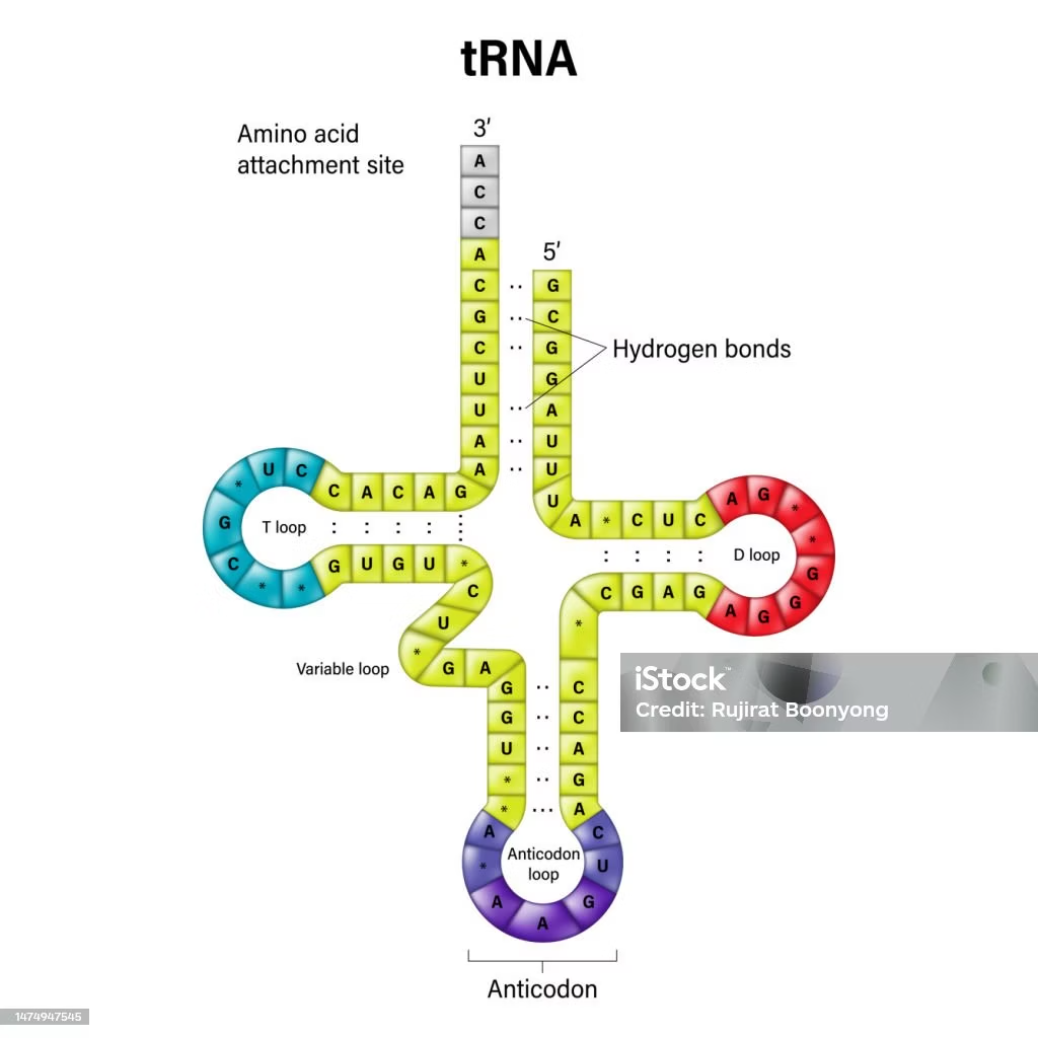 tRNA
Amino acid
attachment site
3′
A
C
C
A
C
G
C
U
U
A
A
5′
G
C
G
G
A
U
U
U
Hydrogen bonds
G A C A C
C U * G C * *
T loop
G U G U *
C
U
*
G A
Variable loop
A * C U C
A G * * G G G A
D loop
C G A G
*
G
G
U
*
*
C
C
A
G
A
A
*
A A G
U
C
Anticodon
loop
Anticodon
iStock™
Credit: Rujirat Boonyong
1474947545